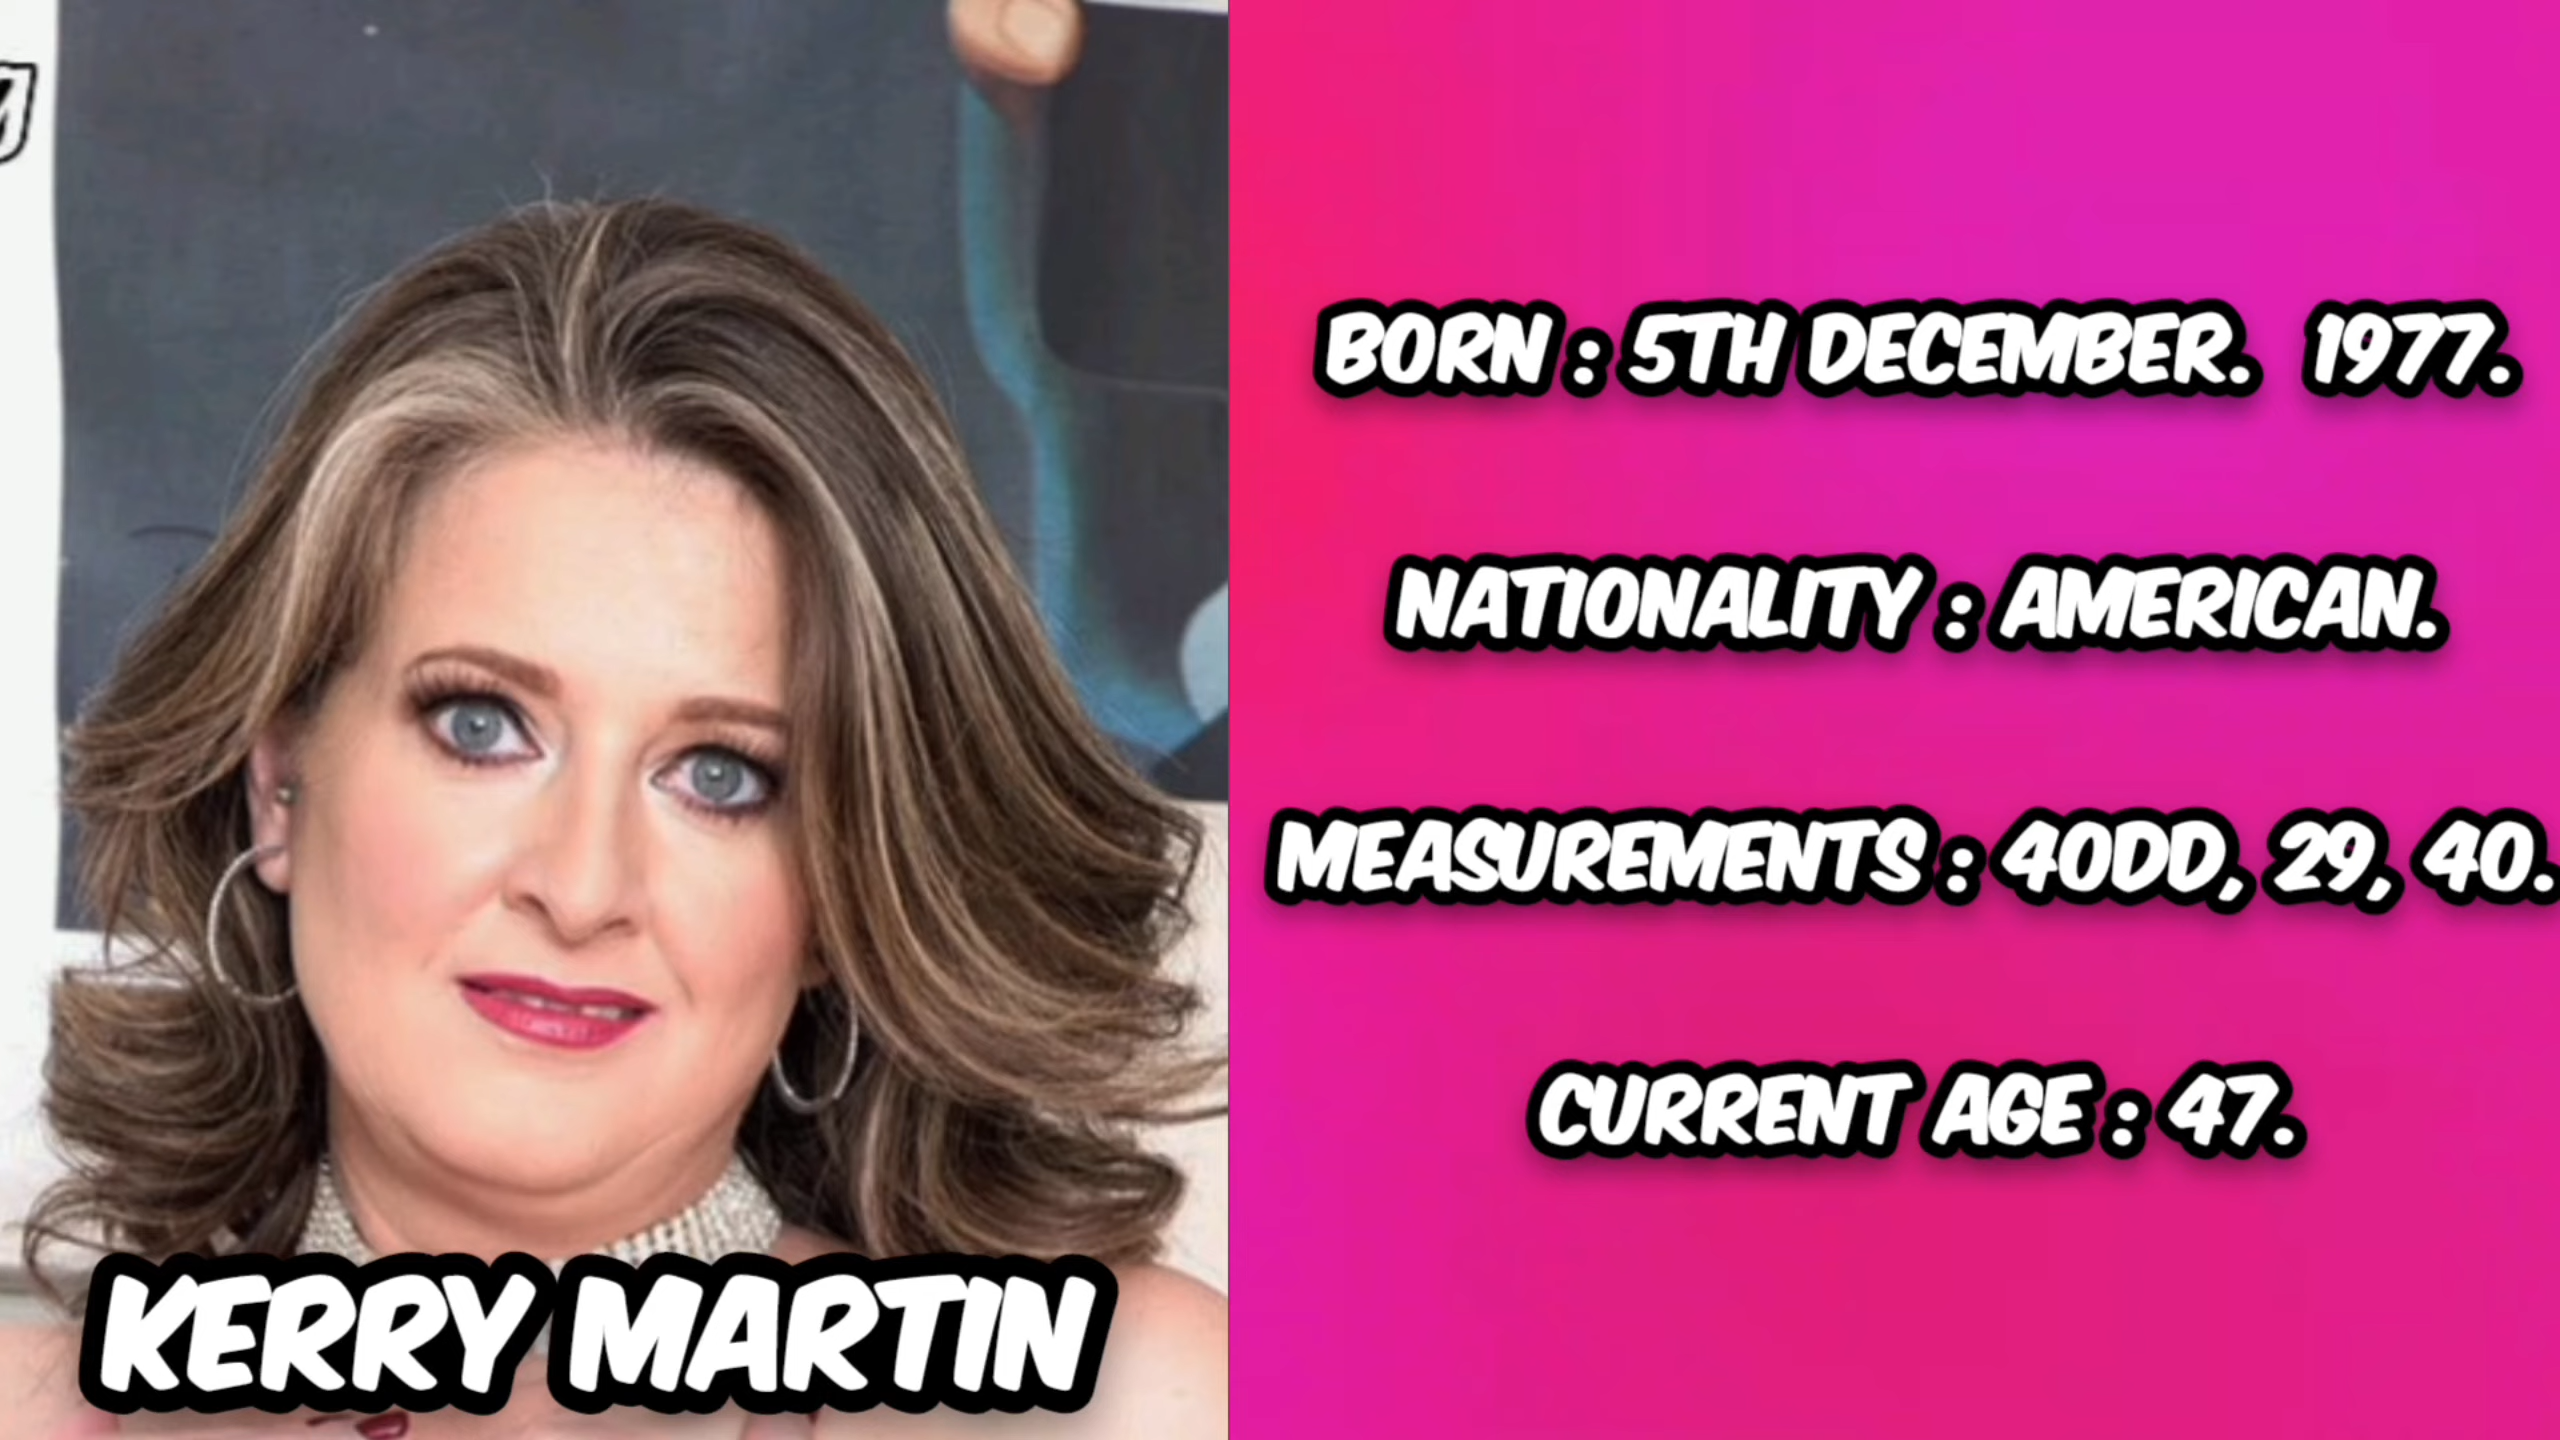 KERRY MARTIN
BORN : 5TH DECEMBER. 1977.
NATIONALITY : AMERICAN.
MEASUREMENTS : 40DD, 29, 40.
CURRENT AGE : 47.